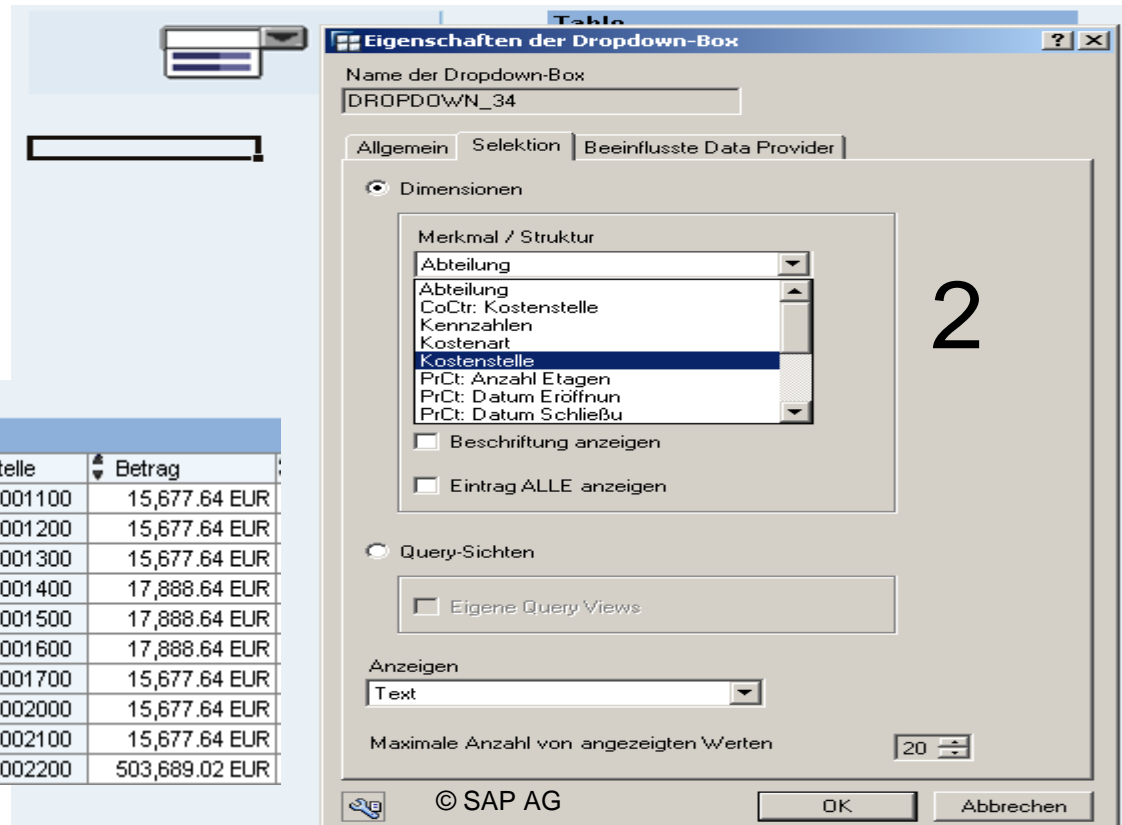 Table
Eigenschaften der Dropdown-Box
Name der Dropdown-Box
DROPDOWN_34
Allgemein Selektion Beeinflusste Data Provider
Dimensionen
Merkmal / Struktur
Abteilung
Abteilung
CoCtr: Kostenstelle
Kennzahlen
Kostenart
Kostenstelle
PrCt: Anzahl Etagen
PrCt: Datum Eröffnun
PrCt: Datum Schließu
2
Beschriftung anzeigen
Eintrag ALLE anzeigen
Query-Sichten
Eigene Query Views
Anzeigen
Text
Maximale Anzahl von angezeigten Werten 20
© SAP AG
OK Abbrechen
telle Betrag
001100 15,677.64 EUR
001200 15,677.64 EUR
001300 15,677.64 EUR
001400 17,888.64 EUR
001500 17,888.64 EUR
001600 17,888.64 EUR
001700 15,677.64 EUR
002000 15,677.64 EUR
002100 15,677.64 EUR
002200 503,689.02 EUR